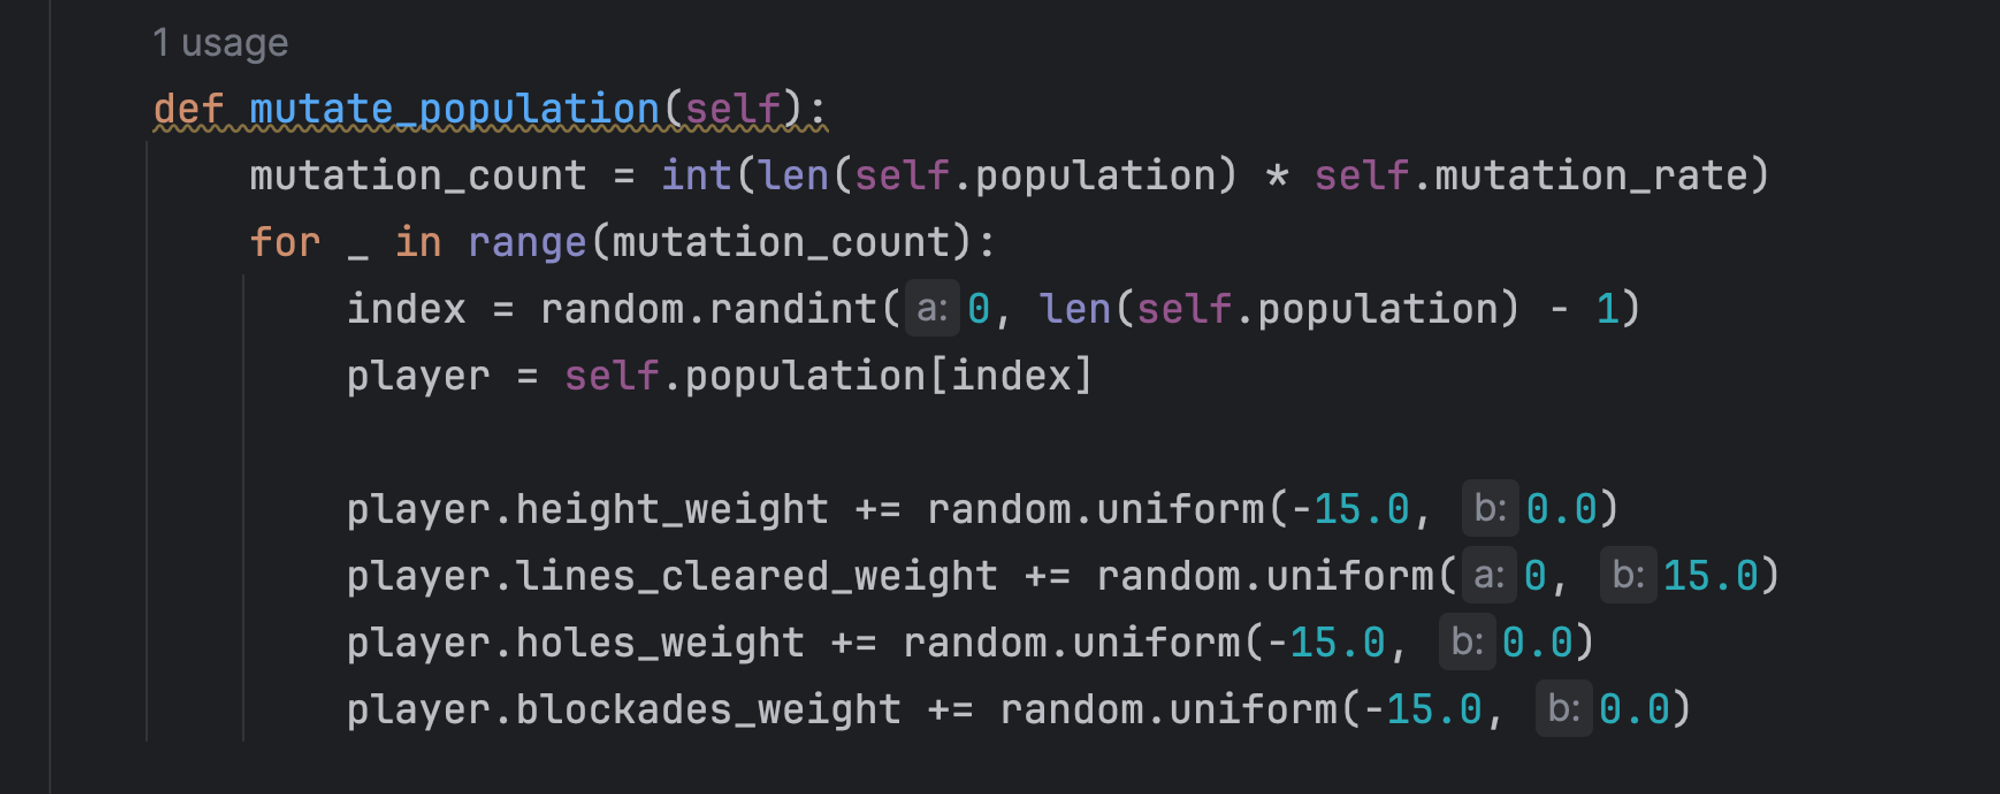 1 usage
def mutate_population(self):
mutation_count = int(len(self.population) * self.mutation_rate)
for _ in range(mutation_count):
index = random.randint(a: 0, len(self.population) - 1)
player = self.population[index]
player.height_weight += random.uniform(-15.0, b: 0.0)
player.lines_cleared_weight += random.uniform(a: 0, b: 15.0)
player.holes_weight += random.uniform(-15.0, b: 0.0)
player.blockades_weight += random.uniform(-15.0, b: 0.0)